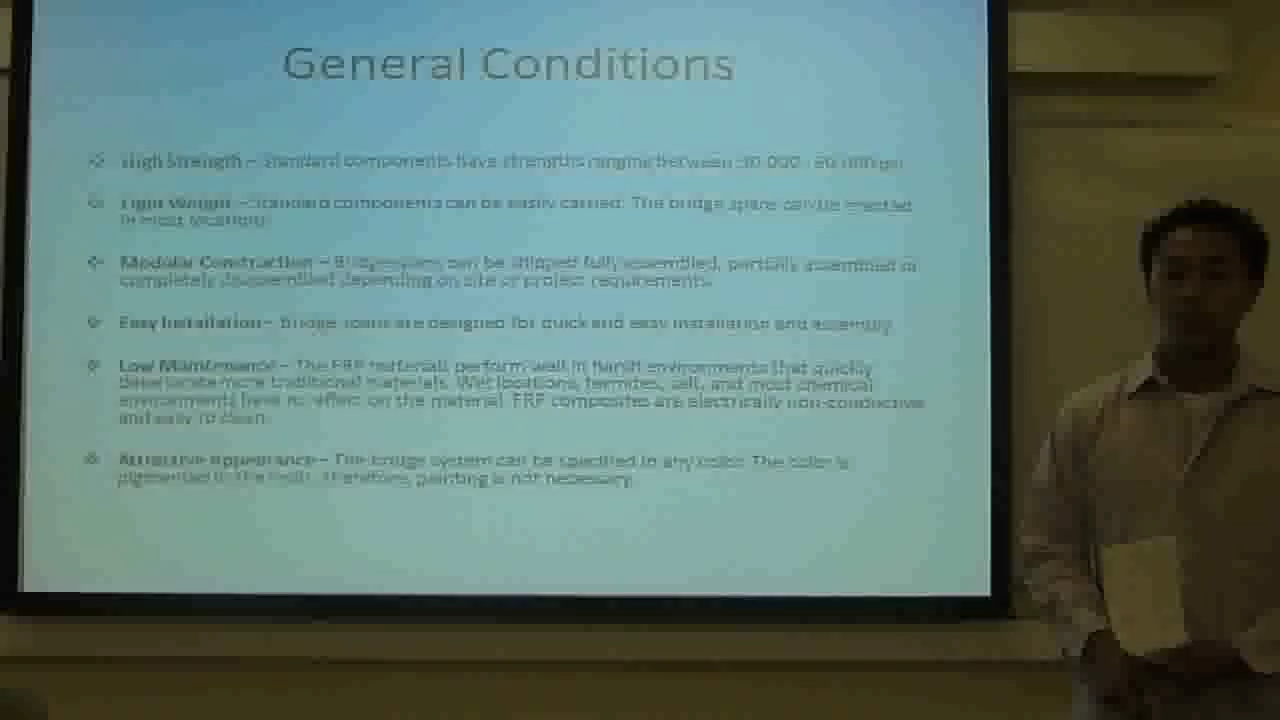 General Conditions
High Strength – Standard components have strengths ranging between 30,000 -
Light Weight – Standard components can be easily carried. The bridge spans can be erected
in most locations.
Modular Construction – Bridge spans can be shipped fully assembled, partially assembled or
completely disassembled depending on site or project requirements.
Easy Installation – Bridge spans are designed for quick and easy installation and assembly
Low Maintenance – The FRP materials perform well in harsh environments that quickly
deteriorate more traditional materials. Wet locations, termites, salt, and most chemical
environments have no effect on the material. FRP composites are electrically non-conductive
and easy to clean.
Attractive Appearance – The bridge system can be specified in any color. The color is
pigmented in the resin, therefore, painting is not necessary.